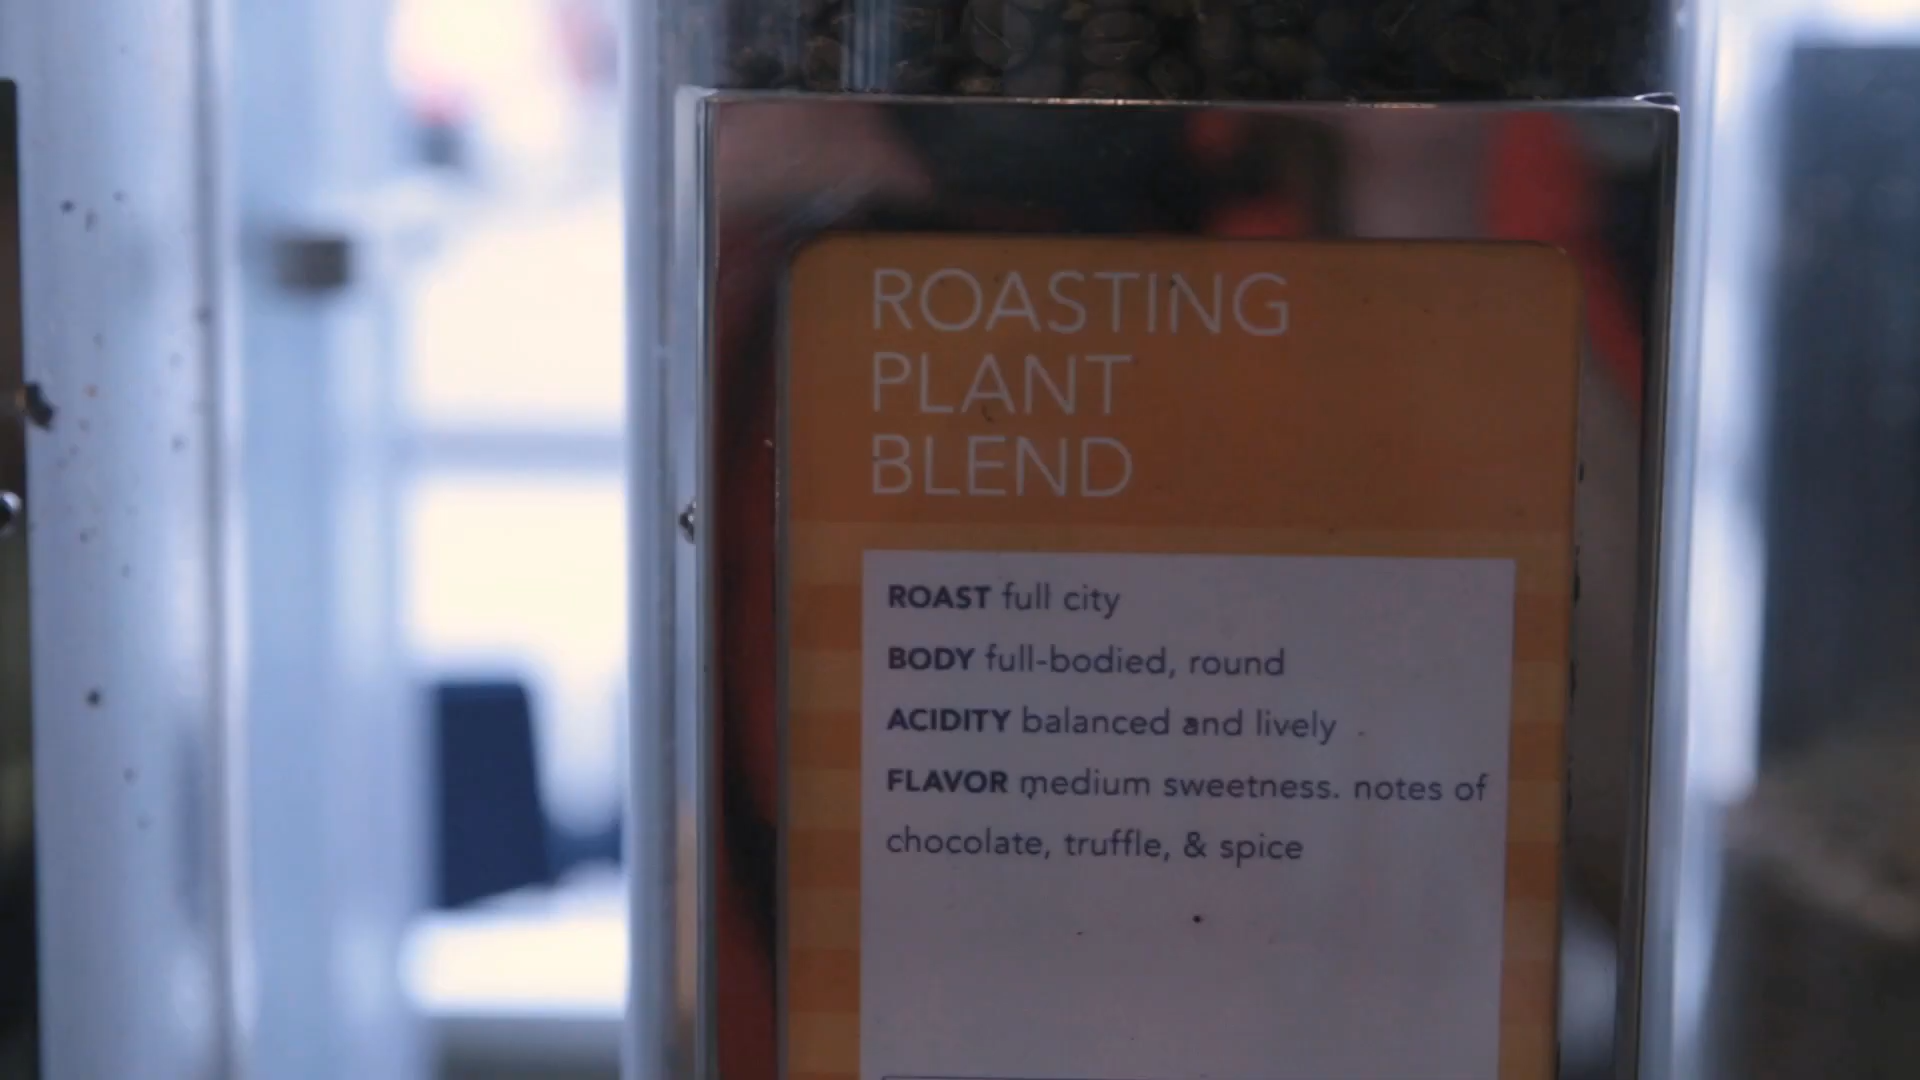 ROASTING
PLANT
BLEND
ROAST full city
BODY full-bodied, round
ACIDITY balanced and lively
FLAVOR medium sweetness. notes of
chocolate, truffle, & spice